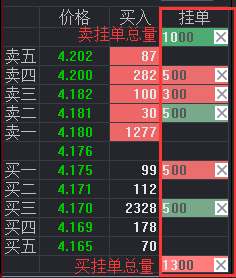 价格 买入 挂单
卖挂单总量 1000
卖五 4.202 87
卖四 4.200 282 500
卖三 4.182 100 300
卖二 4.181 30 500
卖一 4.180 1277
4.176
买一 4.175 99 500
买二 4.171 112
买三 4.170 2328 500
买四 4.169 178
买五 4.165 70
买挂单总量 1300